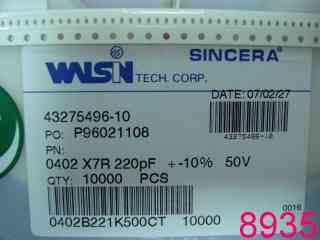 WALSIN
SINCERA
TECH. CORP.
DATE: 07/02/27
43275496-10
PO: P96021108
43275496-10
PN:
0402 X7R 220pF +-10% 50V
QTY: 10000 PCS
0016
0402B221K500CT 10000
8935